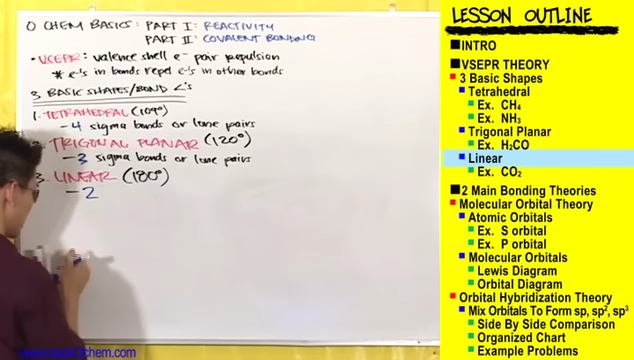 O CHEM BASICS: PART I: REACTIVITY
PART II: COVALENT BONDING
• VSEPR: valence shell e⁻ pair repulsion
* e⁻'s in bonds repel e⁻'s in other bonds
3 BASIC SHAPES/BOND <'s
1. TETRAHEDRAL (109°)
- 4 sigma bonds or lone pairs
2. TRIGONAL PLANAR (120°)
- 3 sigma bonds or lone pairs
3. LINEAR (180°)
- 2
LESSON OUTLINE
INTRO
VSEPR THEORY
3 Basic Shapes
Tetrahedral
Ex. CH₄
Ex. NH₃
Trigonal Planar
Ex. H₂CO
Linear
Ex. CO₂
2 Main Bonding Theories
Molecular Orbital Theory
Atomic Orbitals
Ex. S orbital
Ex. P orbital
Molecular Orbitals
Lewis Diagram
Orbital Diagram
Orbital Hybridization Theory
Mix Orbitals To Form sp, sp², sp³
Side By Side Comparison
Organized Chart
Example Problems